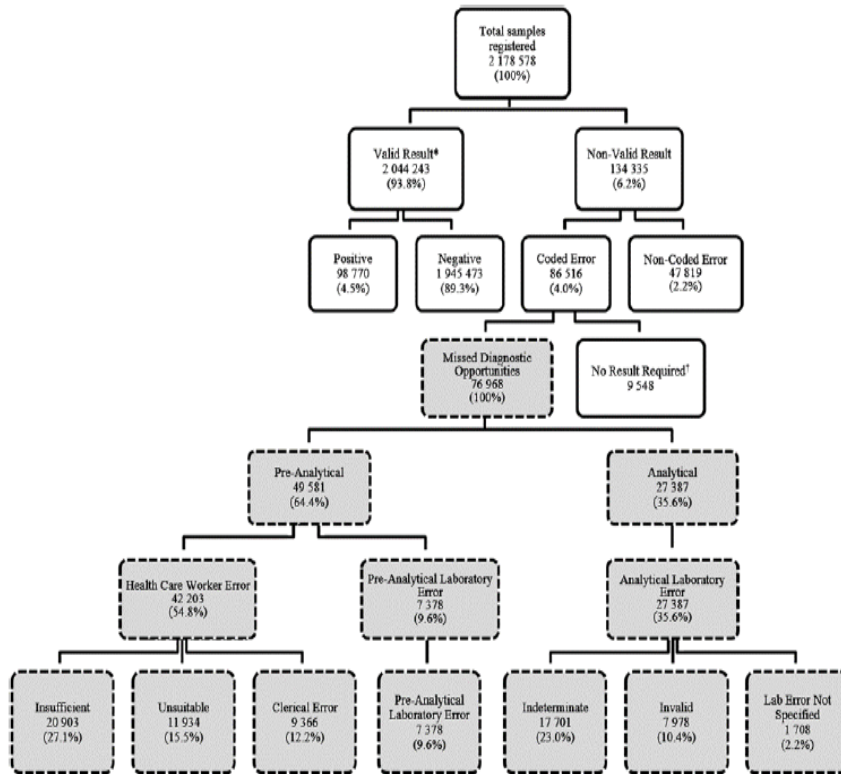 Total samples
registered
2 178 578
(100%)
Valid Result*
2 044 243
(93.8%)
Non-Valid Result
134 335
(6.2%)
Positive
98 770
(4.5%)
Negative
1 945 473
(89.3%)
Coded Error
86 516
(4.0%)
Non-Coded Error
47 819
(2.2%)
Missed Diagnostic
Opportunities
76 968
(100%)
No Result Required†
9 548
Pre-Analytical
49 581
(64.4%)
Analytical
27 387
(35.6%)
Health Care Worker Error
42 203
(54.8%)
Pre-Analytical Laboratory
Error
7 378
(9.6%)
Analytical Laboratory
Error
27 387
(35.6%)
Insufficient
20 903
(27.1%)
Unsuitable
11 934
(15.5%)
Clerical Error
9 366
(12.2%)
Pre-Analytical
Laboratory Error
7 378
(9.6%)
Indeterminate
17 701
(23.0%)
Invalid
7 978
(10.4%)
Lab Error Not
Specified
1 708
(2.2%)